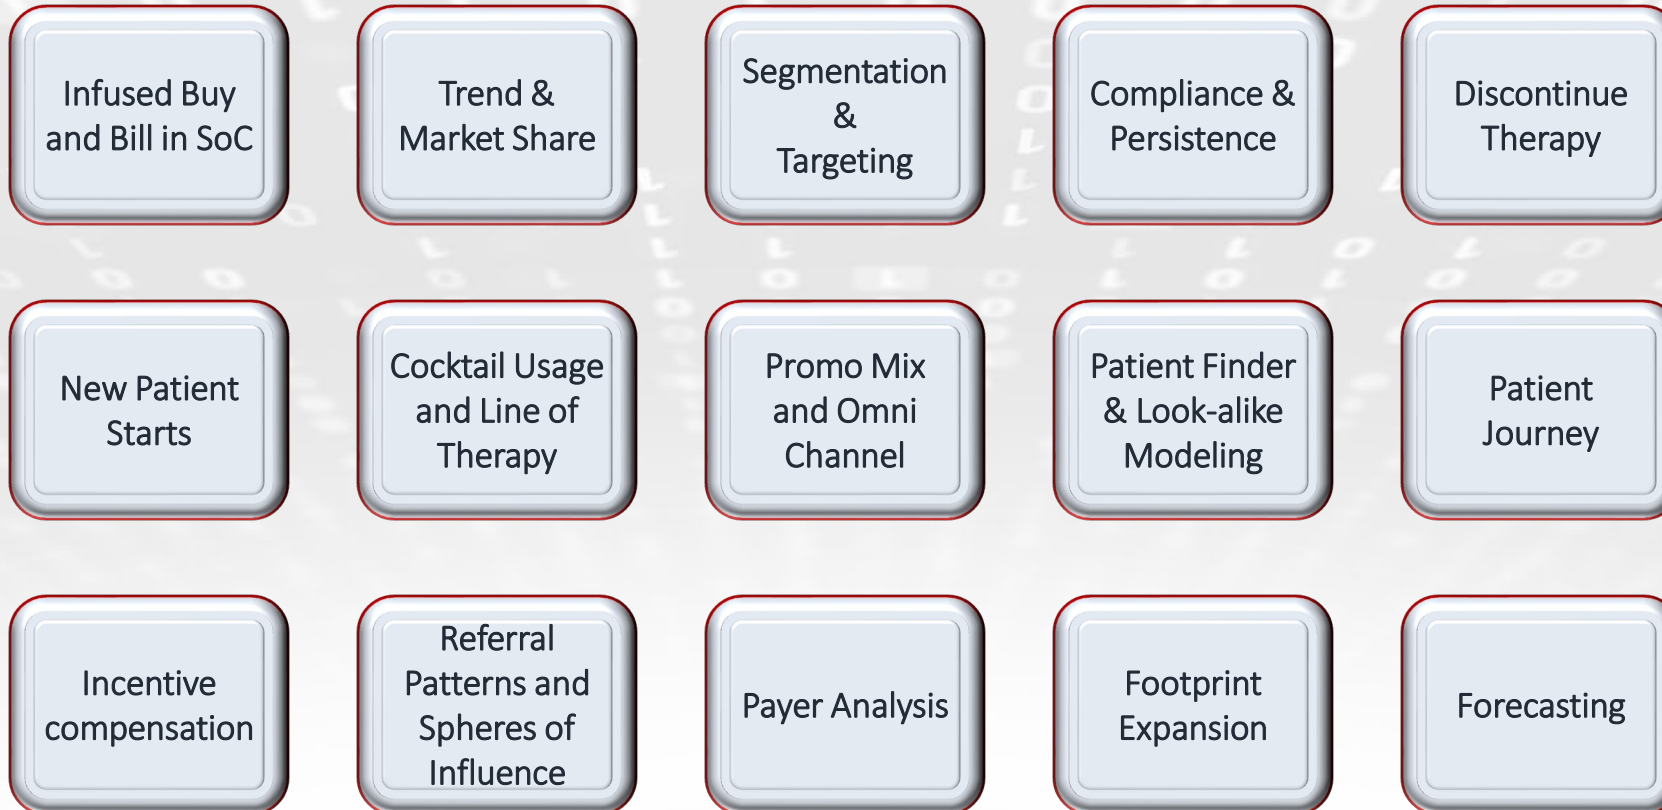 Infused Buy
and Bill in SoC
Trend &
Market Share
Segmentation
&
Targeting
Compliance &
Persistence
Discontinue
Therapy
New Patient
Starts
Cocktail Usage
and Line of
Therapy
Promo Mix
and Omni
Channel
Patient Finder
& Look-alike
Modeling
Patient
Journey
Incentive
compensation
Referral
Patterns and
Spheres of
Influence
Payer Analysis
Footprint
Expansion
Forecasting